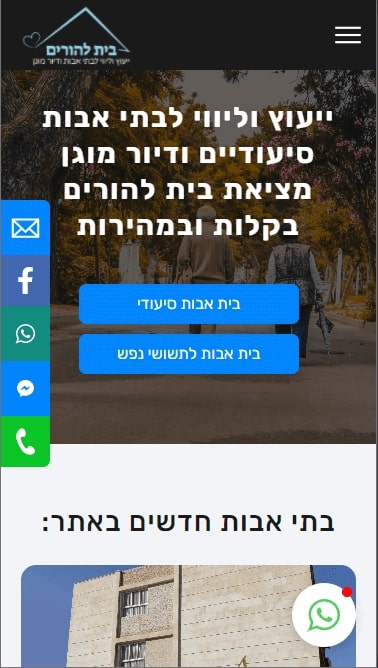 בית להורים
ייעוץ וליווי לבתי אבות ודיור מוגן
ייעוץ וליווי לבתי אבות
סיעודיים ודיור מוגן
מציאת בית להורים
בקלות ובמהירות
בית אבות סיעודי
בית אבות לתשושי נפש
בתי אבות חדשים באתר: